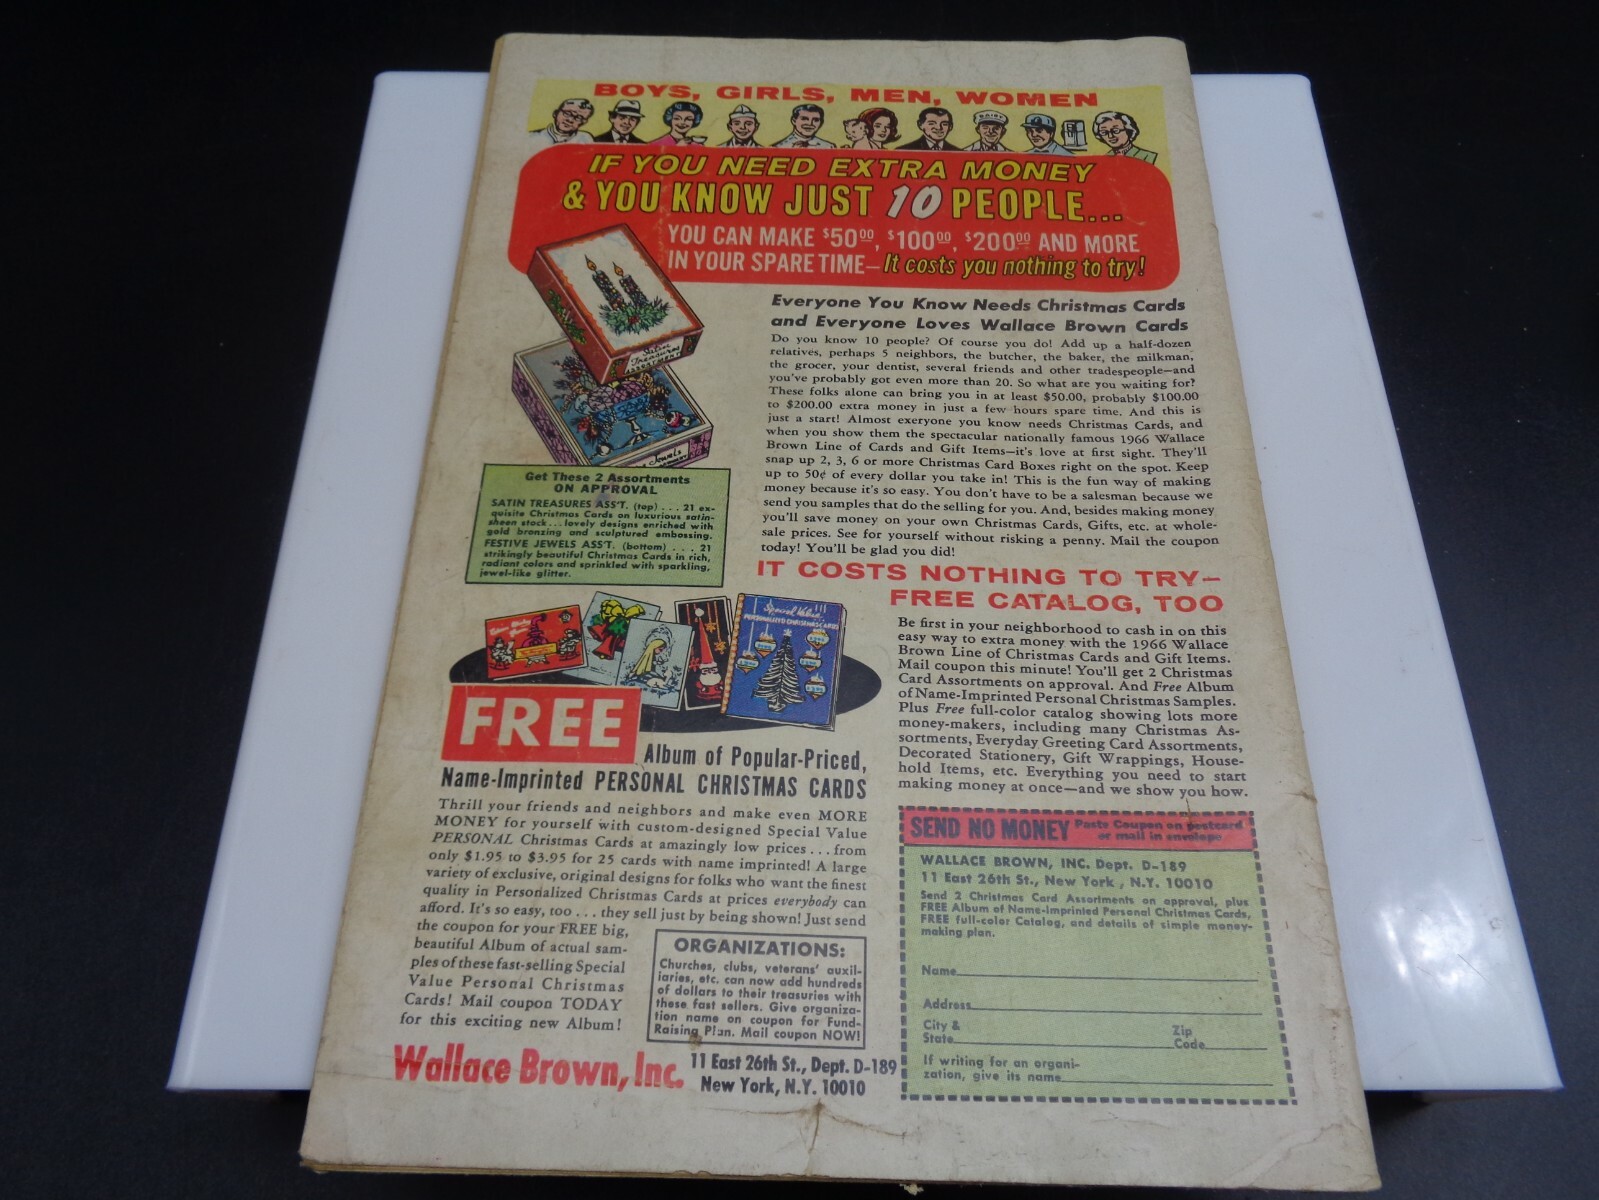 BOYS, GIRLS, MEN, WOMEN
IF YOU NEED EXTRA MONEY
& YOU KNOW JUST 10 PEOPLE...
YOU CAN MAKE $50.00, $100.00, $200.00 AND MORE
IN YOUR SPARE TIME—It costs you nothing to try!
Satin
Treasures
ASSORTMENT
Jewels
Get These 2 Assortments
ON APPROVAL
SATIN TREASURES ASS'T. (top) . . . 21 ex-
quisite Christmas Cards on luxurious satin-
sheen stock . . . lovely designs enriched with
gold bronzing and sculptured embossing.
FESTIVE JEWELS ASS'T. (bottom) . . . 21
strikingly beautiful Christmas Cards in rich,
radiant colors and sprinkled with sparkling,
jewel-like glitter.
Everyone You Know Needs Christmas Cards
and Everyone Loves Wallace Brown Cards
Do you know 10 people? Of course you do! Add up a half-dozen
relatives, perhaps 5 neighbors, the butcher, the baker, the milkman,
the grocer, your dentist, several friends and other tradespeople—and
you've probably got even more than 20. So what are you waiting for?
These folks alone can bring you in at least $50.00, probably $100.00
to $200.00 extra money in just a few hours spare time. And this is
just a start! Almost exeryone you know needs Christmas Cards, and
when you show them the spectacular nationally famous 1966 Wallace
Brown Line of Cards and Gift Items—it's love at first sight. They'll
snap up 2, 3, 6 or more Christmas Card Boxes right on the spot. Keep
up to 50¢ of every dollar you take in! This is the fun way of making
money because it's so easy. You don't have to be a salesman because we
send you samples that do the selling for you. And, besides making money
you'll save money on your own Christmas Cards, Gifts, etc. at whole-
sale prices. See for yourself without risking a penny. Mail the coupon
today! You'll be glad you did!
IT COSTS NOTHING TO TRY—
FREE CATALOG, TOO
Be first in your neighborhood to cash in on this
easy way to extra money with the 1966 Wallace
Brown Line of Christmas Cards and Gift Items.
Mail coupon this minute! You'll get 2 Christmas
Card Assortments on approval. And Free Album
of Name-Imprinted Personal Christmas Samples.
Plus Free full-color catalog showing lots more
money-makers, including many Christmas As-
sortments, Everyday Greeting Card Assortments,
Decorated Stationery, Gift Wrappings, House-
hold Items, etc. Everything you need to start
making money at once—and we show you how.
Special Value
PERSONALIZED CHRISTMAS CARDS
FREE
Album of Popular-Priced,
Name-Imprinted PERSONAL CHRISTMAS CARDS
Thrill your friends and neighbors and make even MORE
MONEY for yourself with custom-designed Special Value
PERSONAL Christmas Cards at amazingly low prices . . . from
only $1.95 to $3.95 for 25 cards with name imprinted! A large
variety of exclusive, original designs for folks who want the finest
quality in Personalized Christmas Cards at prices everybody can
afford. It's so easy, too . . . they sell just by being shown! Just send
the coupon for your FREE big,
beautiful Album of actual sam-
ples of these fast-selling Special
Value Personal Christmas
Cards! Mail coupon TODAY
for this exciting new Album!
ORGANIZATIONS:
Churches, clubs, veterans' auxil-
iaries, etc. can now add hundreds
of dollars to their treasuries with
these fast sellers. Give organiza-
tion name on coupon for Fund-
Raising Plan. Mail coupon NOW!
Wallace Brown, Inc.
11 East 26th St., Dept. D-189
New York, N.Y. 10010
SEND NO MONEY Paste Coupon on postcard
or mail in envelope
WALLACE BROWN, INC. Dept. D-189
11 East 26th St., New York , N.Y. 10010
Send 2 Christmas Card Assortments on approval, plus
FREE Album of Name-Imprinted Personal Christmas Cards,
FREE full-color Catalog, and details of simple money-
making plan.
Name
Address
City &
State
Zip
Code
If writing for an organi-
zation, give its name